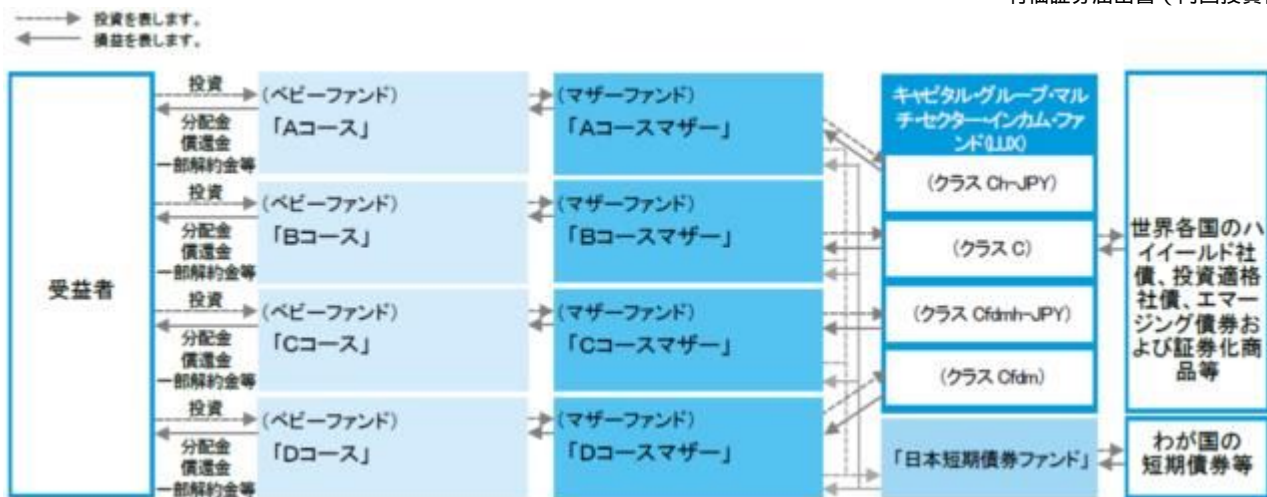 投資を表します。
損益を表します。
受益者
投資
分配金
償還金
一部解約金等
(ベビーファンド)
「Aコース」
(マザーファンド)
「Aコースマザー」
投資
分配金
償還金
一部解約金等
(ベビーファンド)
「Bコース」
(マザーファンド)
「Bコースマザー」
投資
分配金
償還金
一部解約金等
(ベビーファンド)
「Cコース」
(マザーファンド)
「Cコースマザー」
投資
分配金
償還金
一部解約金等
(ベビーファンド)
「Dコース」
(マザーファンド)
「Dコースマザー」
キャピタル・グループ・マル
チ・セクター・インカム・ファ
ンド(LUX)
(クラス Ch-JPY)
(クラス C)
(クラス Cfdmh-JPY)
(クラス Cfdm)
「日本短期債券ファンド」
世界各国のハ
イイールド社
債、投資適格
社債、エマー
ジング債券お
よび証券化商
品等
わが国の
短期債券等